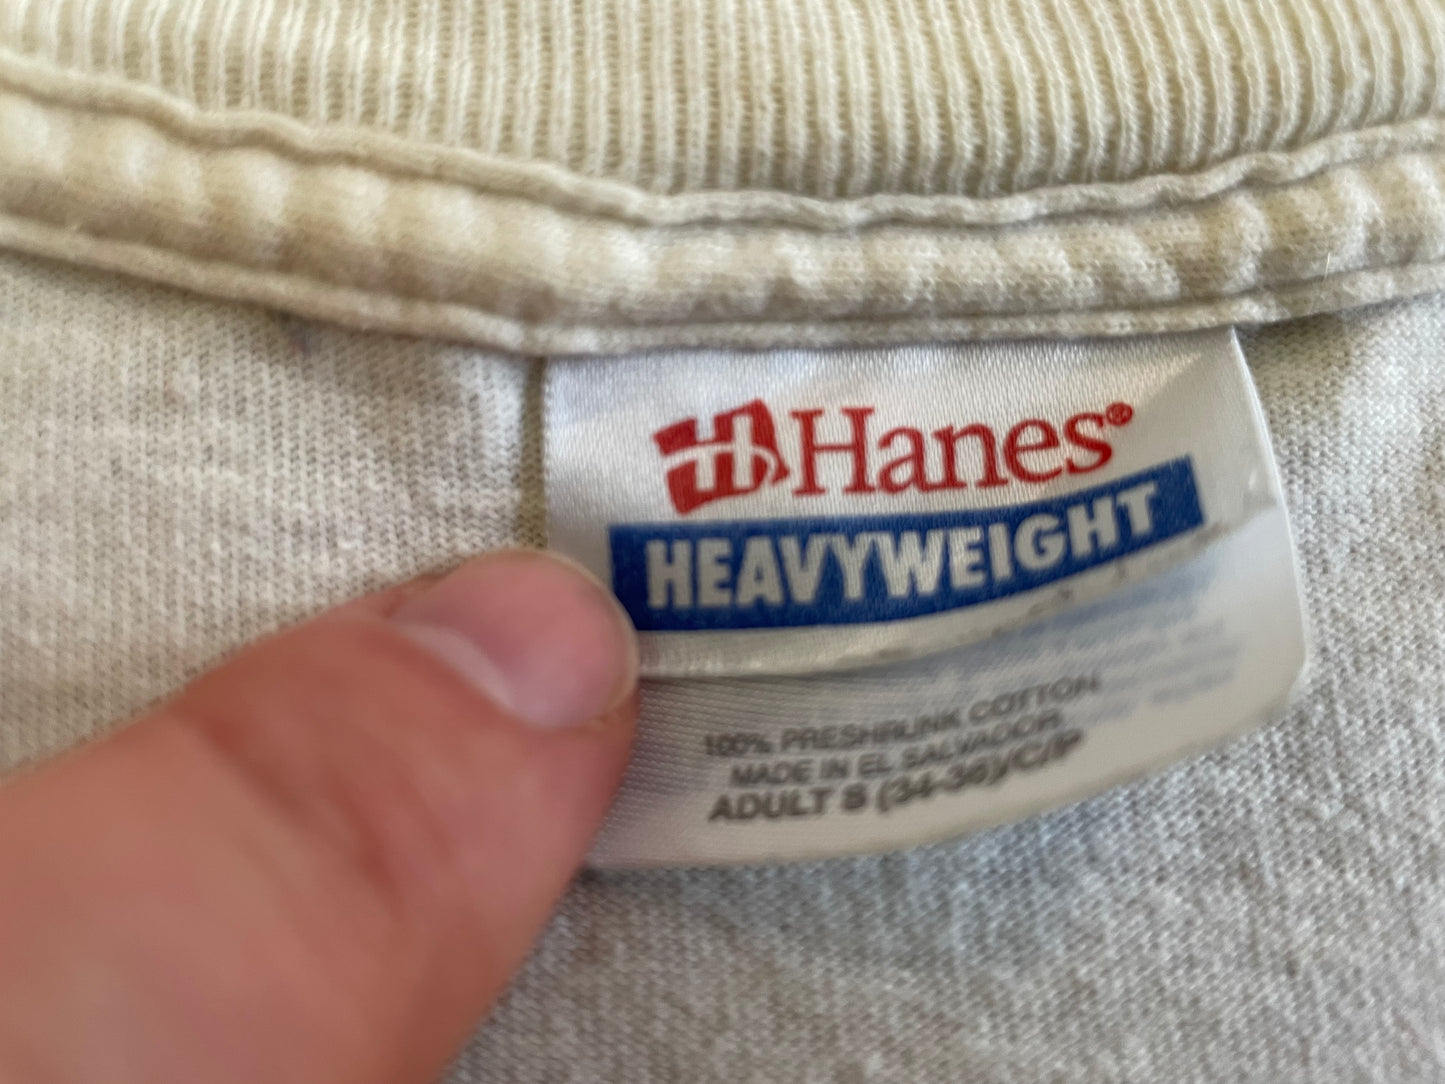 H Hanes®
HEAVYWEIGHT
100% PRESHRUNK COTTON
MADE IN EL SALVADOR
ADULT S (34-36)/C/P